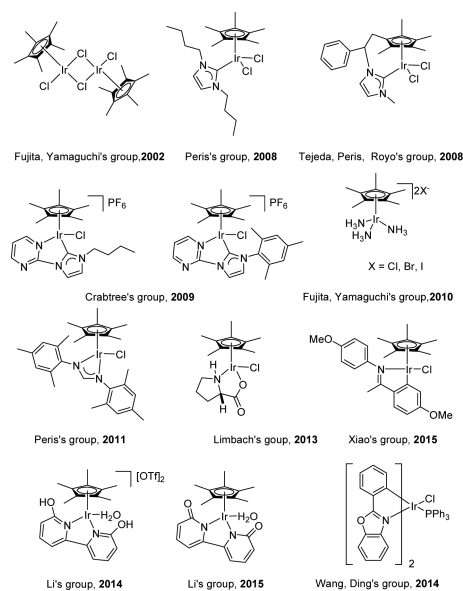 Cl
Cl
Ir
Ir
Cl
Cl
Fujita, Yamaguchi's group,2002
Ir
Cl
Cl
N
N
Peris's group, 2008
Ir
Cl
Cl
N
N
Tejeda, Peris, Royo's group, 2008
PF6
Ir
Cl
N
N
N
N
PF6
Ir
Cl
N
N
N
N
Crabtree's group, 2009
2X-
Ir
H3N
H3N
NH3
X = Cl, Br, I
Fujita, Yamaguchi's group,2010
Ir
Cl
N
N
Peris's group, 2011
Ir
Cl
H
N
O
H
O
Limbach's group, 2013
MeO
Ir
Cl
N
OMe
Xiao's group, 2015
[OTf]2
Ir
HO
H2O
N
OH
N
Li's group, 2014
Ir
O
H2O
N
O
N
Li's group, 2015
Cl
Ir
PPh3
O
N
2
Wang, Ding's group, 2014